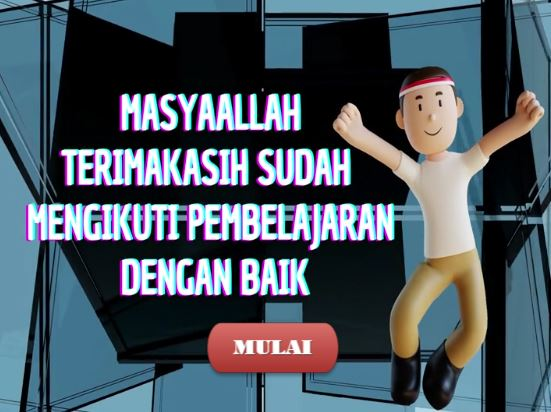 MASYAALLAH
TERIMAKASIH SUDAH
MENGIKUTI PEMBELAJARAN
DENGAN BAIK
MULAI